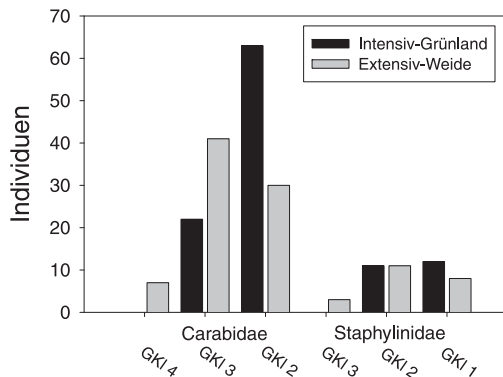 Individuen
70
60
50
40
30
20
10
0
Intensiv-Grünland
Extensiv-Weide
Carabidae Staphylinidae
GKl 4 GKl 3 GKl 2 GKl 3 GKl 2 GKl 1